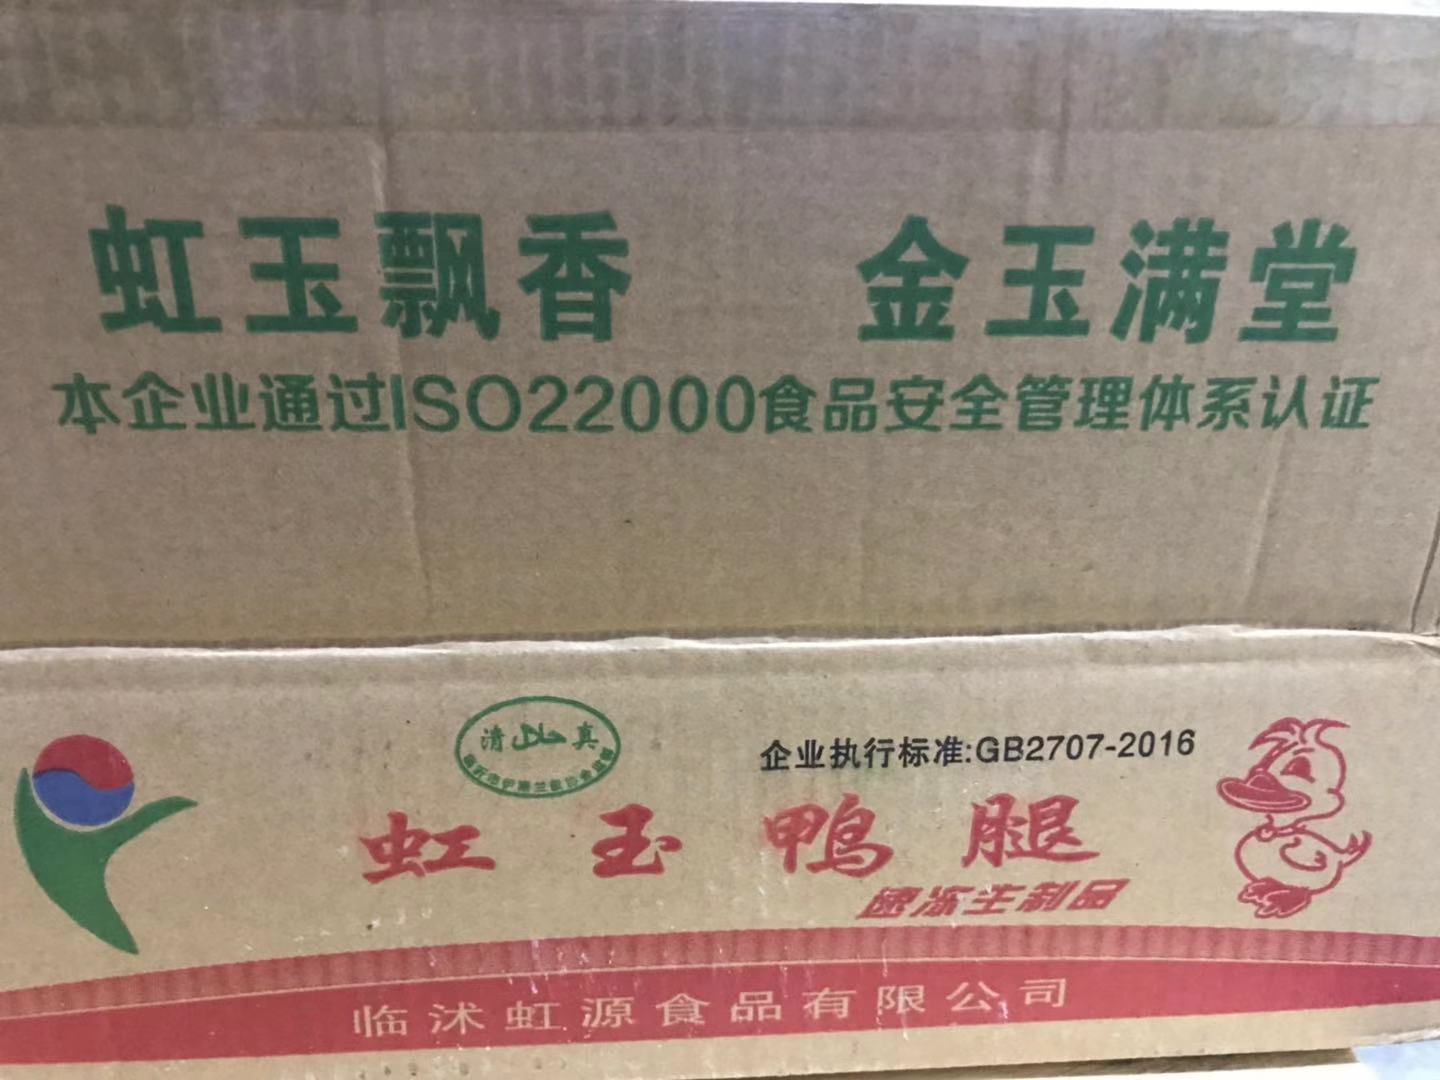 虹玉飘香 金玉满堂
本企业通过ISO22000食品安全管理体系认证
清真
企业执行标准:GB2707-2016
虹玉鸭腿
速冻生制品
临沭虹源食品有限公司